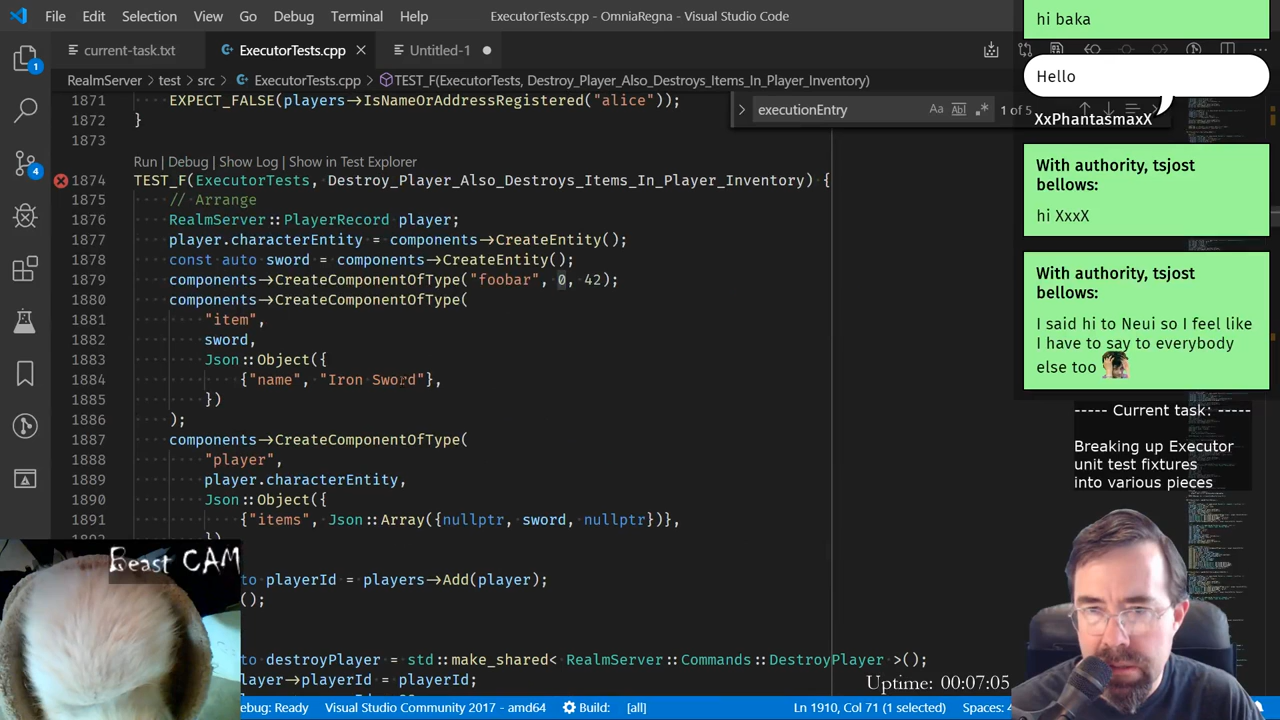 File Edit Selection View Go Debug Terminal Help
ExecutorTests.cpp - OmniaRegna - Visual Studio Code
current-task.txt
ExecutorTests.cpp
Untitled-1
RealmServer > test > src > ExecutorTests.cpp > TEST_F(ExecutorTests, Destroy_Player_Also_Destroys_Items_In_Player_Inventory)
executionEntry
1 of 5
1871 EXPECT_FALSE(players→IsNameOrAddressRegistered("alice"));
1872 }
1873
Run | Debug | Show Log | Show in Test Explorer
1874 TEST_F(ExecutorTests, Destroy_Player_Also_Destroys_Items_In_Player_Inventory) {
1875 // Arrange
1876 RealmServer::PlayerRecord player;
1877 player.characterEntity = components→CreateEntity();
1878 const auto sword = components→CreateEntity();
1879 components→CreateComponentOfType("foobar", 0, 42);
1880 components→CreateComponentOfType(
1881 "item",
1882 sword,
1883 Json::Object({
1884 {"name", "Iron Sword"},
1885 })
1886 );
1887 components→CreateComponentOfType(
1888 "player",
1889 player.characterEntity,
1890 Json::Object({
1891 {"items", Json::Array({nullptr, sword, nullptr})},
to playerId = players→Add(player);
();
to destroyPlayer = std::make_shared< RealmServer::Commands::DestroyPlayer >();
layer→playerId = playerId;
hi baka
Hello
XxPhantasmaxX
With authority, tsjost
bellows:
hi XxxX
With authority, tsjost
bellows:
I said hi to Neui so I feel like
I have to say to everybody
else too
----- Current task: -----
Breaking up Executor
unit test fixtures
into various pieces
Beast CAM
Uptime: 00:07:05
1
4
Debug: Ready
Visual Studio Community 2017 - amd64
Build: [all]
Ln 1910, Col 71 (1 selected)
Spaces: 4